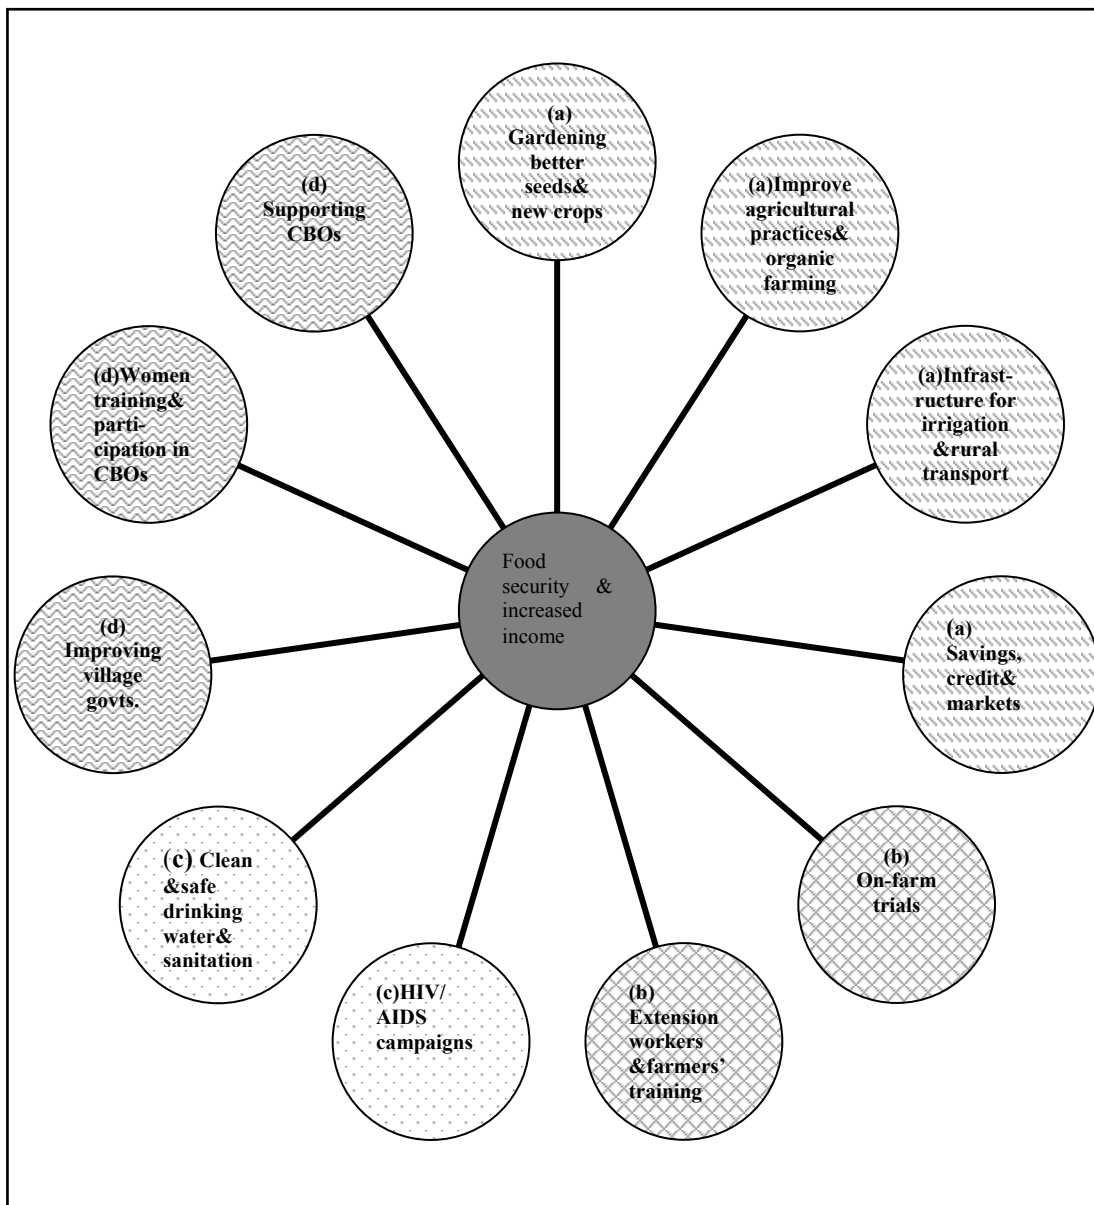 (a)
Gardening
better
seeds&
new crops
(a)Improve
agricultural
practices&
organic
farming
(a)Infrast-
ructure for
irrigation
&rural
transport
(a)
Savings,
credit&
markets
(b)
On-farm
trials
(b)
Extension
workers
&farmers’
training
(c)HIV/
AIDS
campaigns
(c) Clean
&safe
drinking
water&
sanitation
(d)
Improving
village
govts.
(d)Women
training&
parti-
cipation in
CBOs
(d)
Supporting
CBOs
Food
security &
increased
income